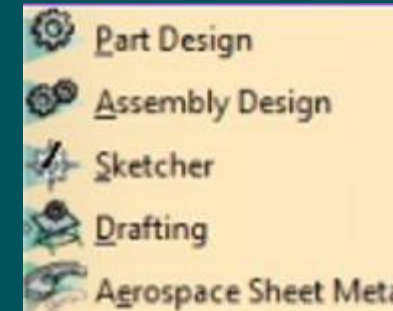 Part Design
Assembly Design
Sketcher
Drafting
Aerospace Sheet Meta